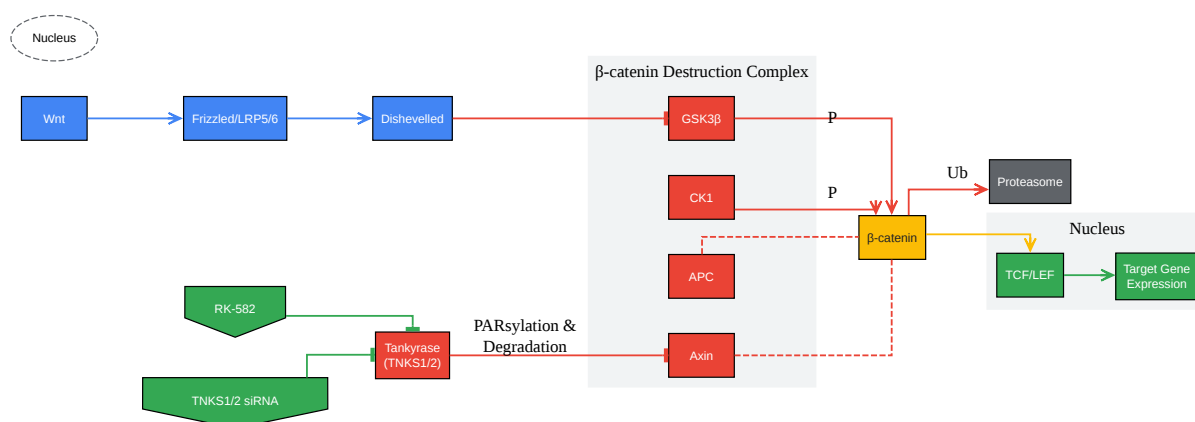 Nucleus
β-catenin Destruction Complex
Wnt
Frizzled/LRP5/6
Dishevelled
GSK3β
P
CK1
P
Ub
Proteasome
β-catenin
Nucleus
APC
TCF/LEF
Target Gene
Expression
RK-582
PARsylation &
Degradation
Tankyrase
(TNKS1/2)
Axin
TNKS1/2 siRNA